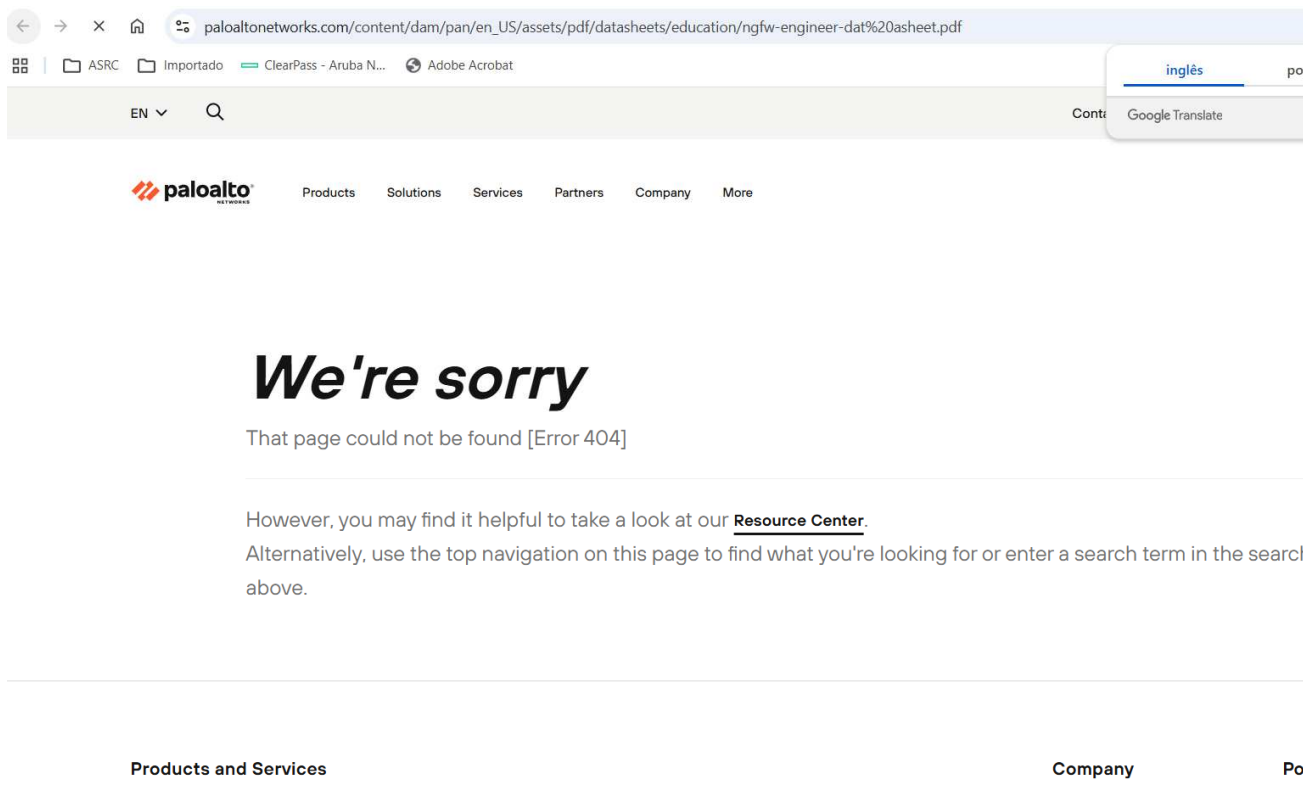 paloaltonetworks.com/content/dam/pan/en_US/assets/pdf/datasheets/education/ngfw-engineer-dat%20asheet.pdf
ASRC Importado ClearPass - Aruba N... Adobe Acrobat
inglês
EN
Google Translate
paloalto NETWORKS
Products Solutions Services Partners Company More
We're sorry
That page could not be found [Error 404]
However, you may find it helpful to take a look at our Resource Center.
Alternatively, use the top navigation on this page to find what you're looking for or enter a search term in the search
above.
Products and Services Company